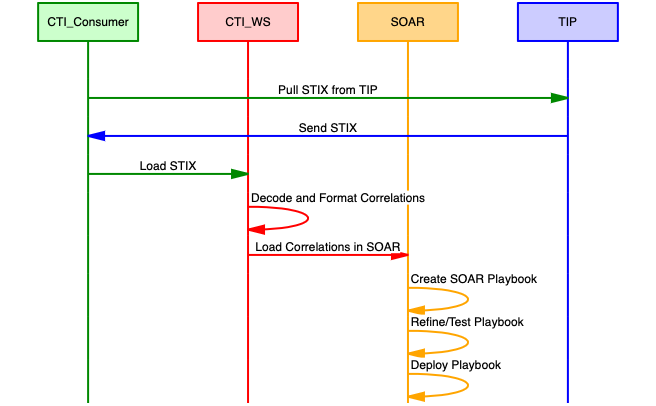 CTI_Consumer
CTI_WS
SOAR
TIP
Pull STIX from TIP
Send STIX
Load STIX
Decode and Format Correlations
Load Correlations in SOAR
Create SOAR Playbook
Refine/Test Playbook
Deploy Playbook